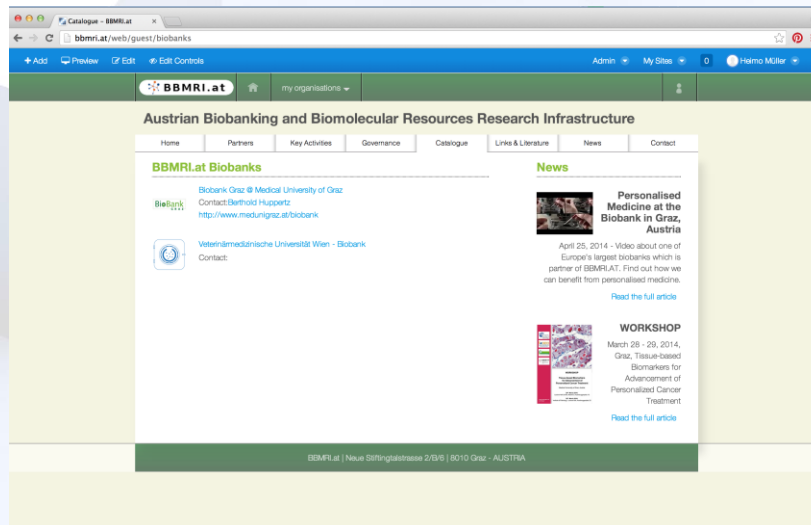 Catalogue – BBMRI.at
bbmri.at/web/guest/biobanks
+ Add Preview Edit Edit Controls Admin My Sites 0 Heimo Müller
BBMRI.at my organisations
Austrian Biobanking and Biomolecular Resources Research Infrastructure
Home Partners Key Activities Governance Catalogue Links & Literature News Contact
BBMRI.at Biobanks
BioBank
Biobank Graz @ Medical University of Graz
Contact:Berthold Huppertz
http://www.medunigraz.at/biobank
Veterinärmedizinische Universität Wien - Biobank
Contact:
News
Personalised
Medicine at the
Biobank in Graz,
Austria
April 25, 2014 - Video about one of
Europe's largest biobanks which is
partner of BBMRI.AT. Find out how we
can benefit from personalised medicine.
Read the full article
WORKSHOP
March 28 - 29, 2014,
Graz, Tissue-based
Biomarkers for
Advancement of
Personalized Cancer
Treatment
Read the full article
BBMRI.at | Neue Stiftingtalstrasse 2/B/6 | 8010 Graz - AUSTRIA